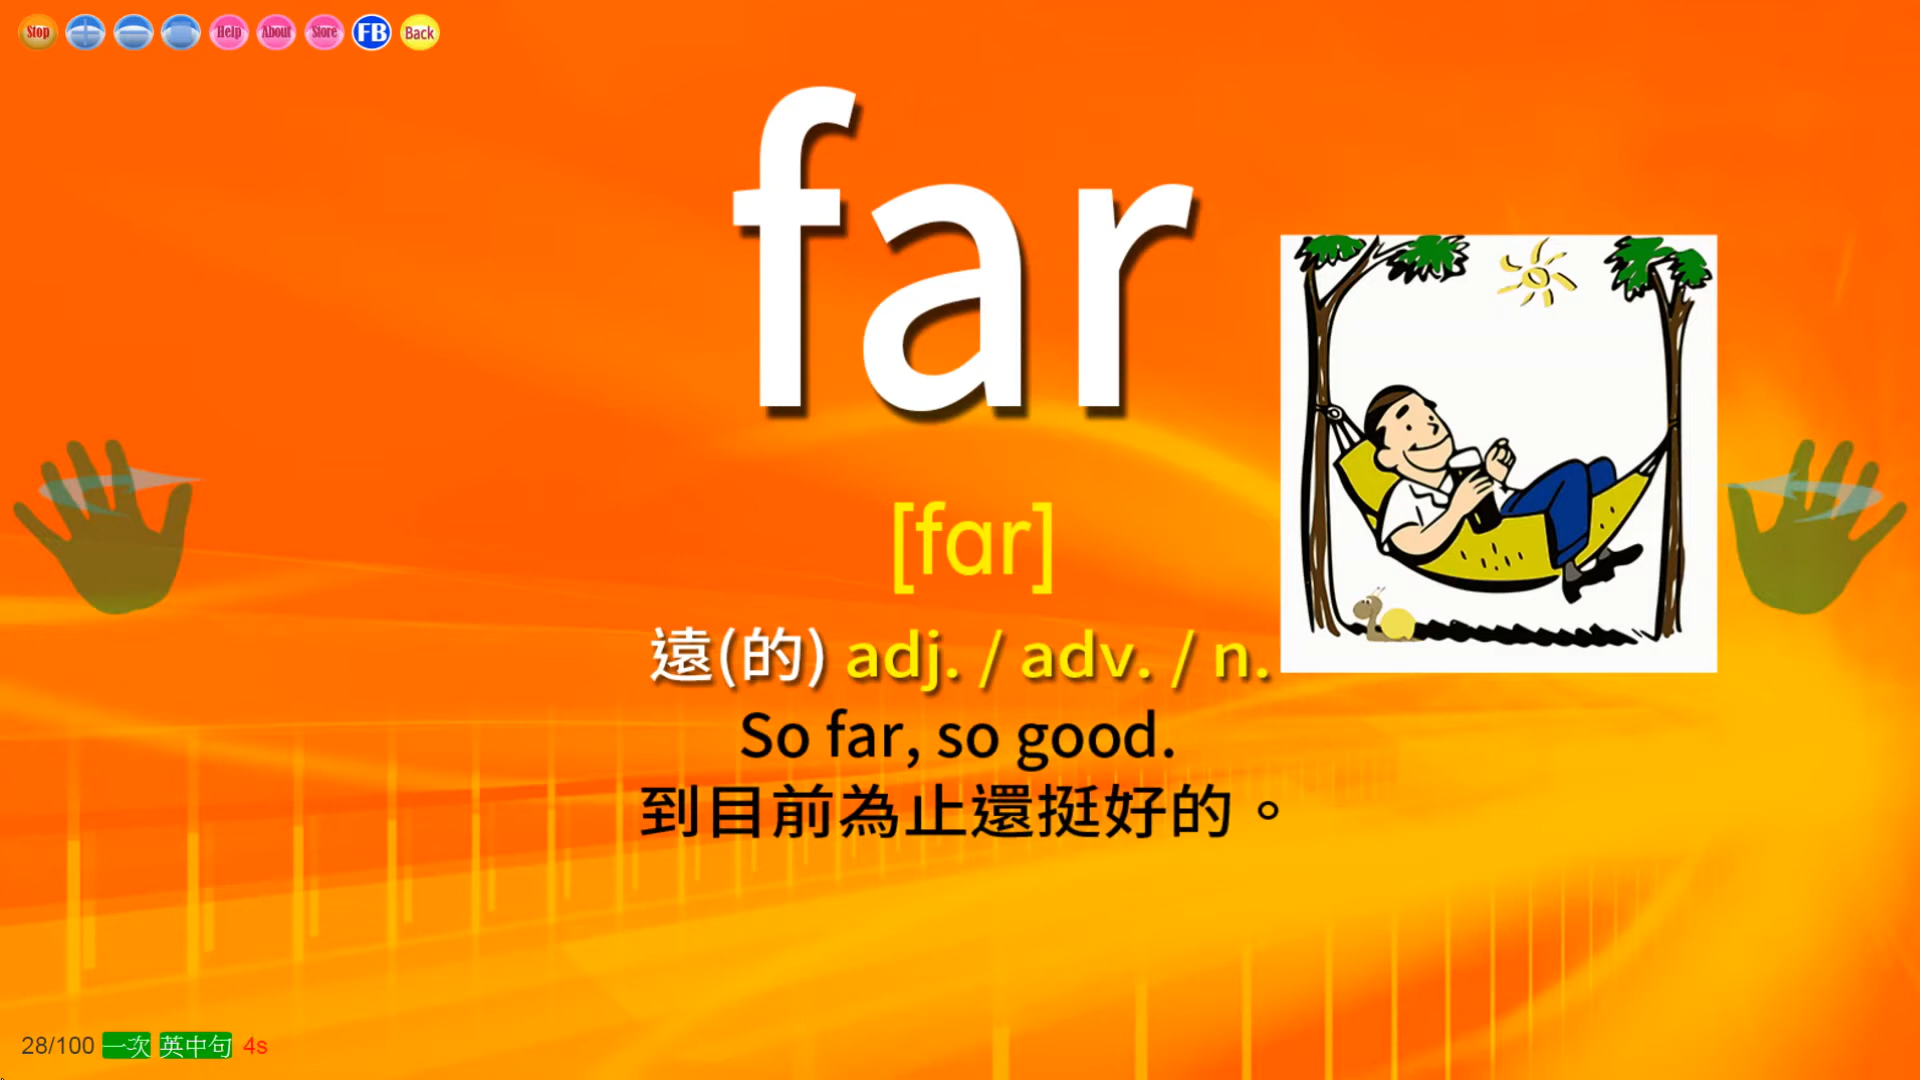 Stop Help About Store FB Back
far
[fɑr]
遠(的) adj. / adv. / n.
So far, so good.
到目前為止還挺好的。
28/100 一次 英中句 4s